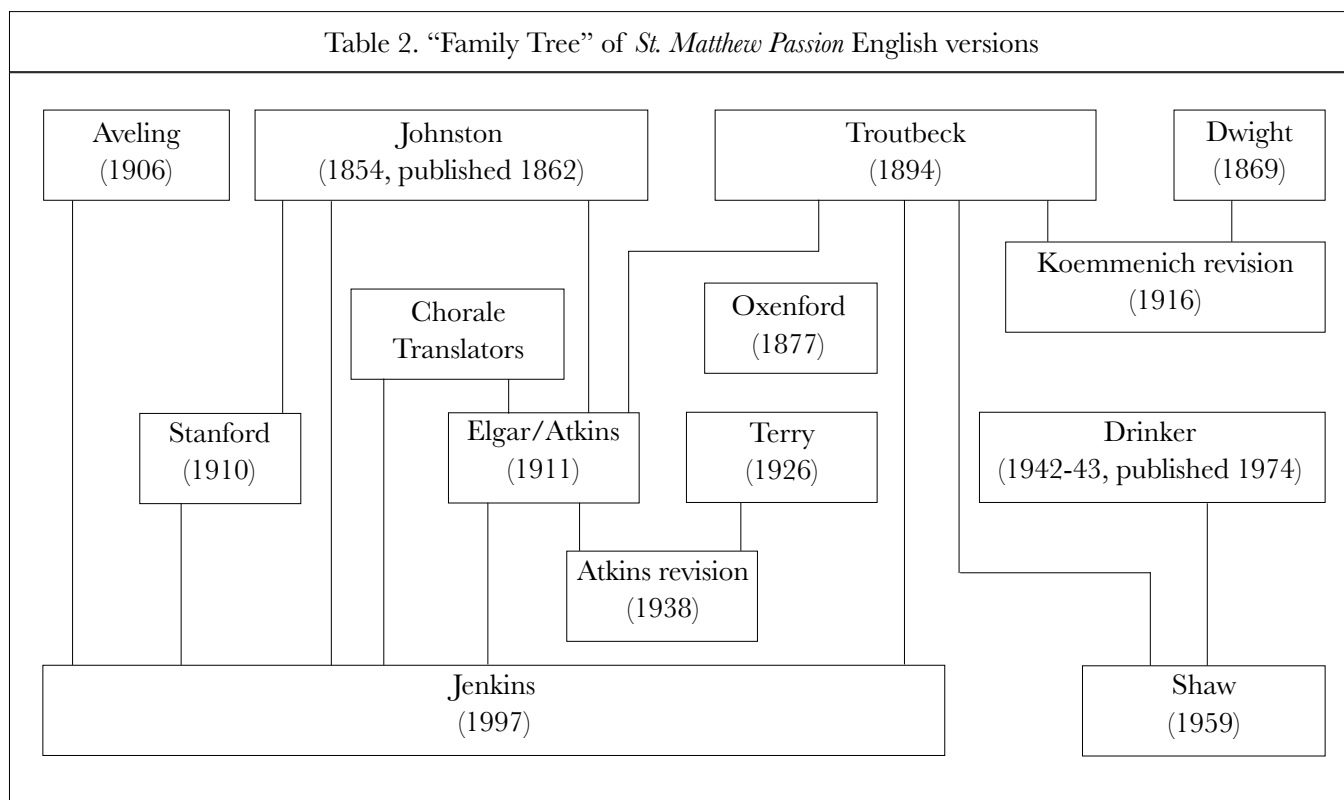 Table 2. “Family Tree” of St. Matthew Passion English versions
Aveling
(1906)
Johnston
(1854, published 1862)
Troutbeck
(1894)
Dwight
(1869)
Koemmenich revision
(1916)
Chorale
Translators
Oxenford
(1877)
Stanford
(1910)
Elgar/Atkins
(1911)
Terry
(1926)
Drinker
(1942-43, published 1974)
Atkins revision
(1938)
Jenkins
(1997)
Shaw
(1959)